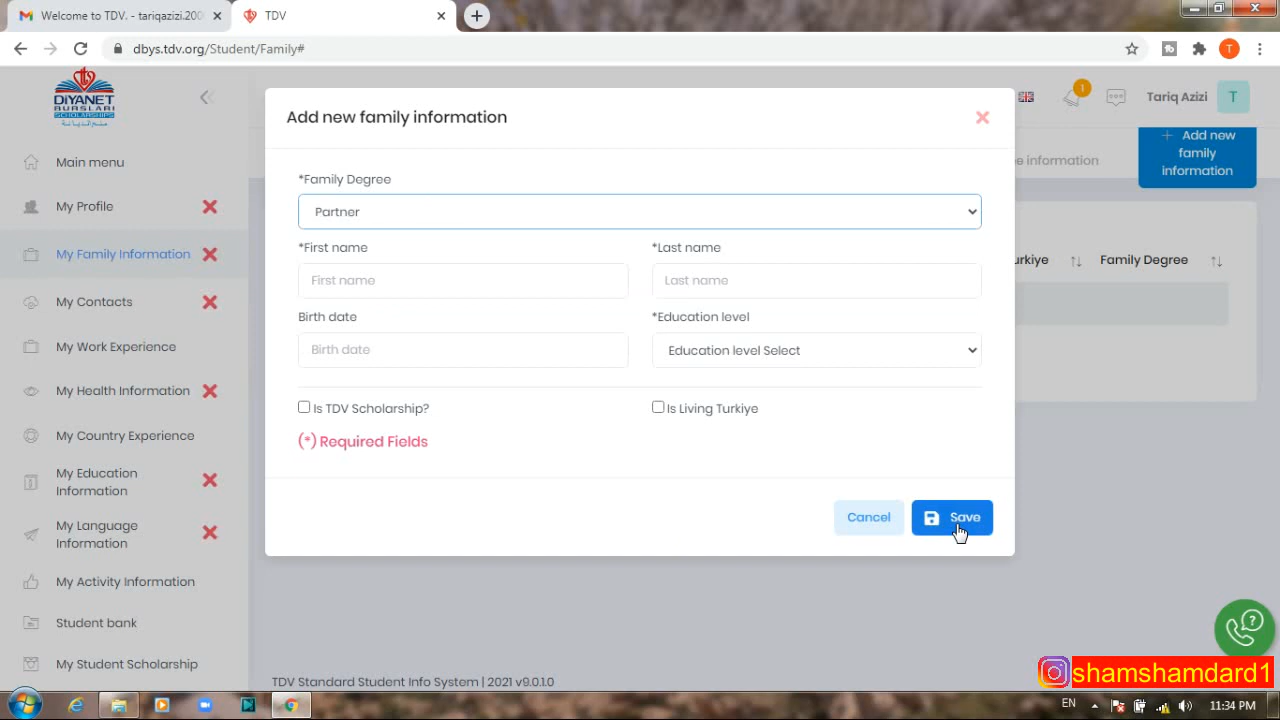 Welcome to TDV. - tariqazizi.200
TDV
dbys.tdv.org/Student/Family#
T
DIYANET
BURSLARI
SCHOLARSHIPS
Main menu
My Profile
My Family Information
My Contacts
My Work Experience
My Health Information
My Country Experience
My Education
Information
My Language
Information
My Activity Information
Student bank
My Student Scholarship
1
Tariq Azizi
T
e information
+ Add new
family
information
urkiye
Family Degree
Add new family information
*Family Degree
Partner
*First name
*Last name
First name
Last name
Birth date
*Education level
Birth date
Education level Select
Is TDV Scholarship?
Is Living Turkiye
(*) Required Fields
Cancel
Save
TDV Standard Student Info System | 2021 v9.0.1.0
shamshamdard1
EN
11:34 PM